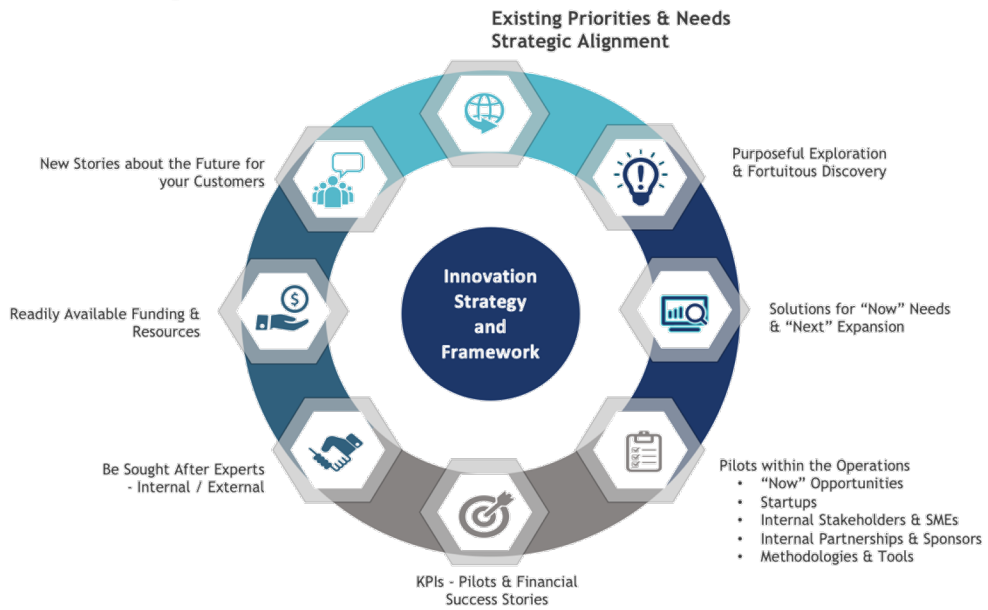 Existing Priorities & Needs
Strategic Alignment
Purposeful Exploration
& Fortuitous Discovery
Solutions for “Now” Needs
& “Next” Expansion
Pilots within the Operations
• “Now” Opportunities
• Startups
• Internal Stakeholders & SMEs
• Internal Partnerships & Sponsors
• Methodologies & Tools
KPIs - Pilots & Financial
Success Stories
Be Sought After Experts
- Internal / External
Readily Available Funding &
Resources
New Stories about the Future for
your Customers
Innovation
Strategy
and
Framework
$